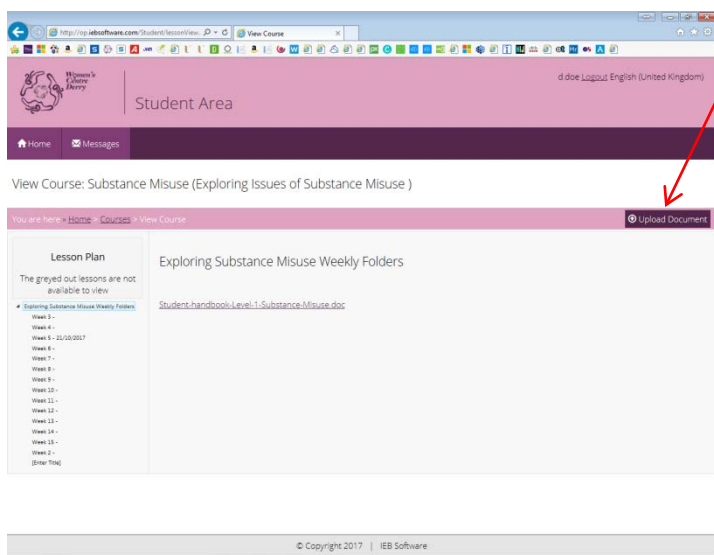 http://op.iebsoftware.com/Student/lessonView.
View Course
Women's
Centre
Derry
Student Area
d.doe Logout English (United Kingdom)
Home Messages
View Course: Substance Misuse (Exploring Issues of Substance Misuse )
You are here » Home > Courses > View Course
Upload Document
Lesson Plan
The greyed out lessons are not
available to view
Exploring Substance Misuse Weekly Folders
Week 3 -
Week 4 -
Week 5 - 21/10/2017
Week 6 -
Week 7 -
Week 8 -
Week 9 -
Week 10 -
Week 11 -
Week 12 -
Week 13 -
Week 14 -
Week 15 -
Week 2 -
[Enter Title]
Exploring Substance Misuse Weekly Folders
Student-handbook-Level-1-Substance-Misuse.doc
© Copyright 2017 | IEB Software